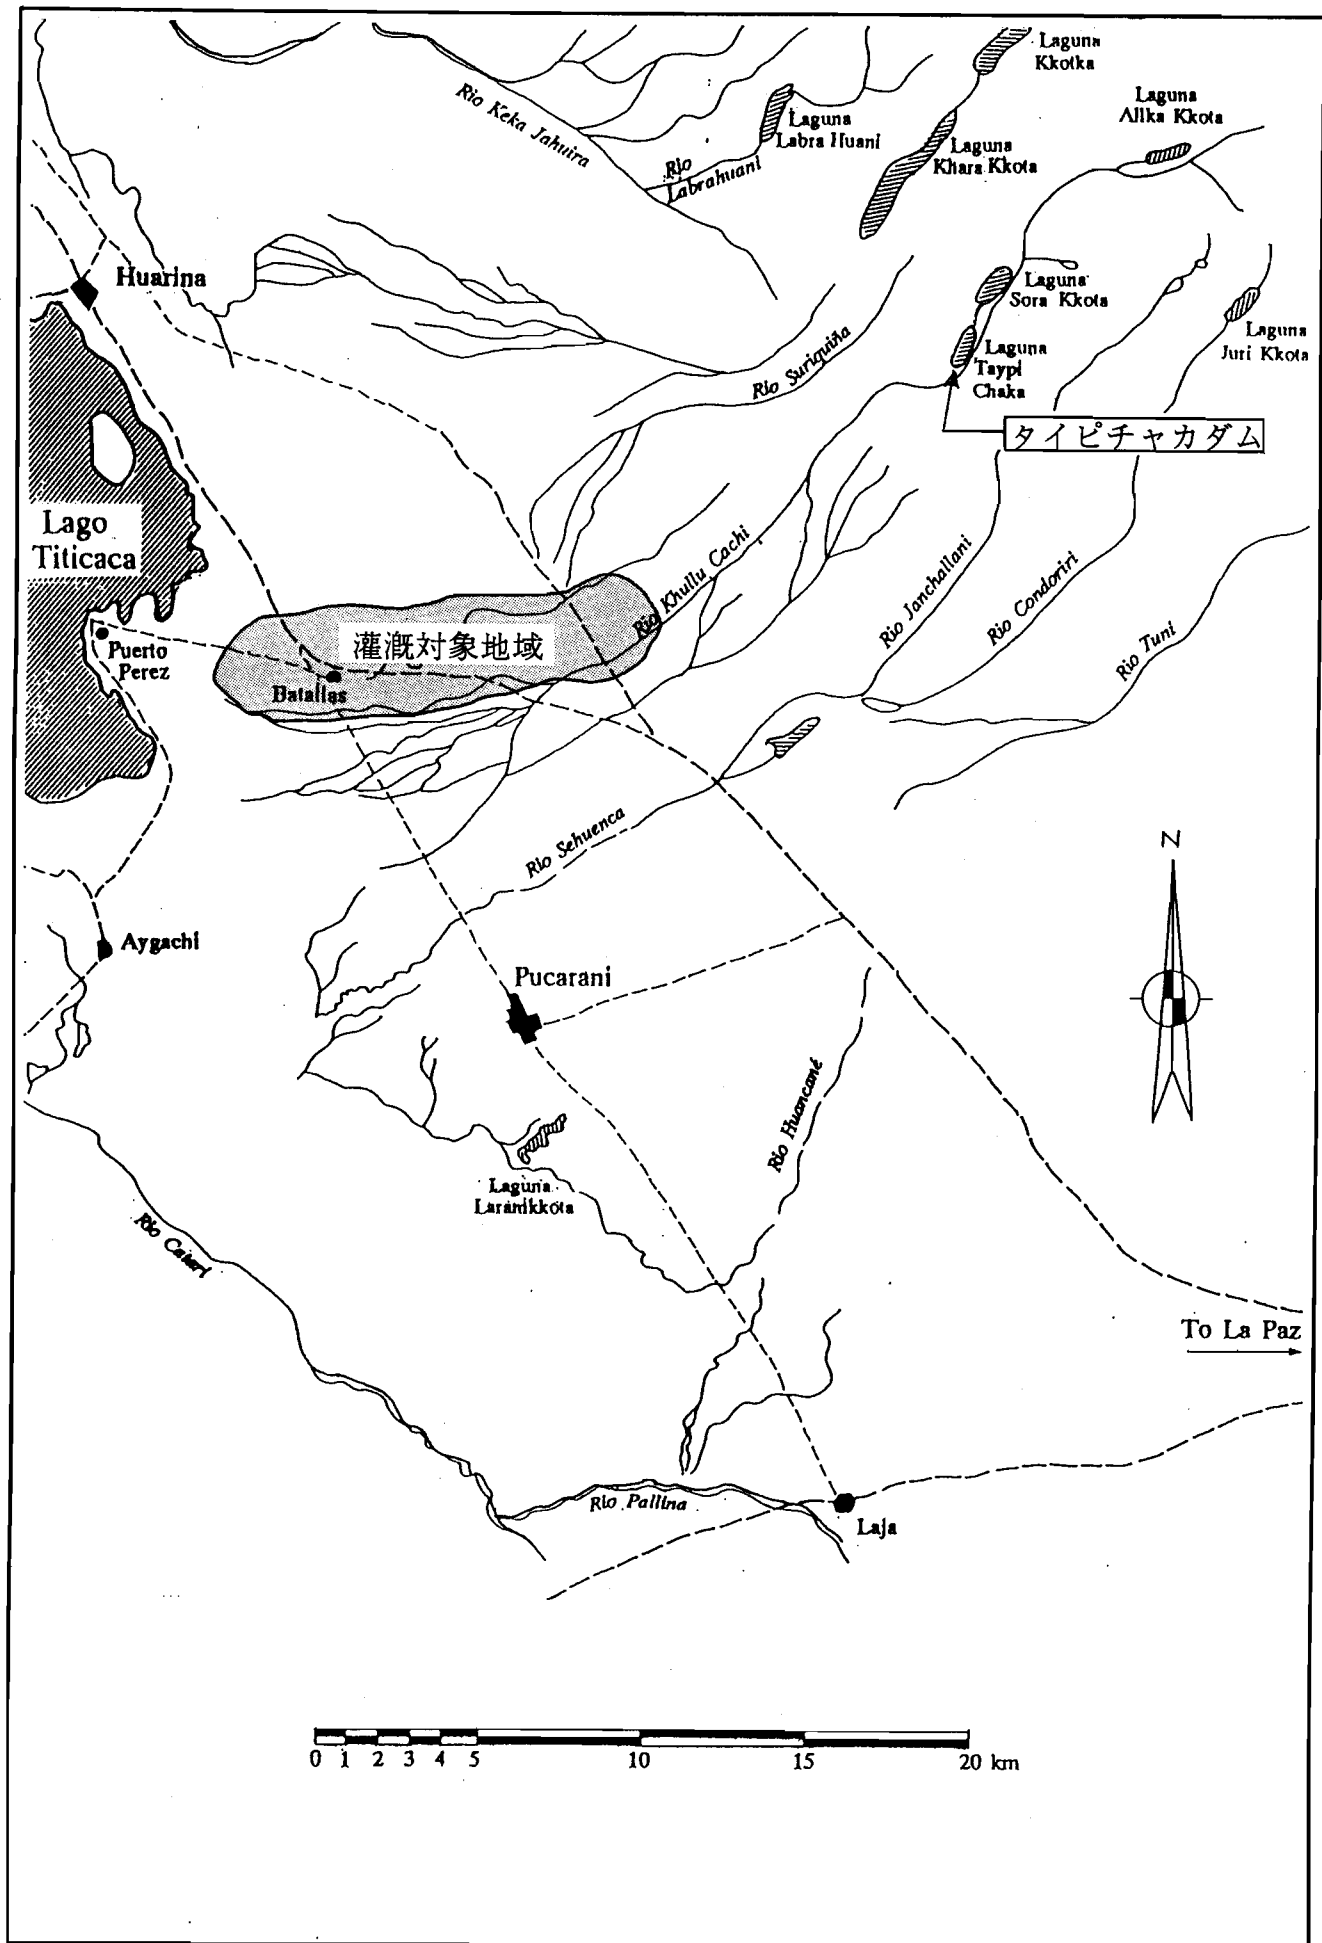 Laguna
Kkotka
Laguna
Allka Kkota
Rio Keka Jahuira
Laguna
Labra Huani
Rio
Labrahuani
Laguna
Khara Kkota
Huarina
Laguna
Sora Kkota
Laguna
Juri Kkota
Rio Suriquiña
Laguna
Taypi
Chaka
タイピチャカダム
Lago
Titicaca
Rio Khullu Cachi
Rio Janchallani
Rio Condoriri
Rio Tuni
灌漑対象地域
Puerto
Perez
Batallas
Rio Sehuenca
N
Aygachi
Pucarani
Rio Huancané
Laguna
Laranikkota
Rio Catari
To La Paz
Rio Pallina
Laja
0 1 2 3 4 5 10 15 20 km